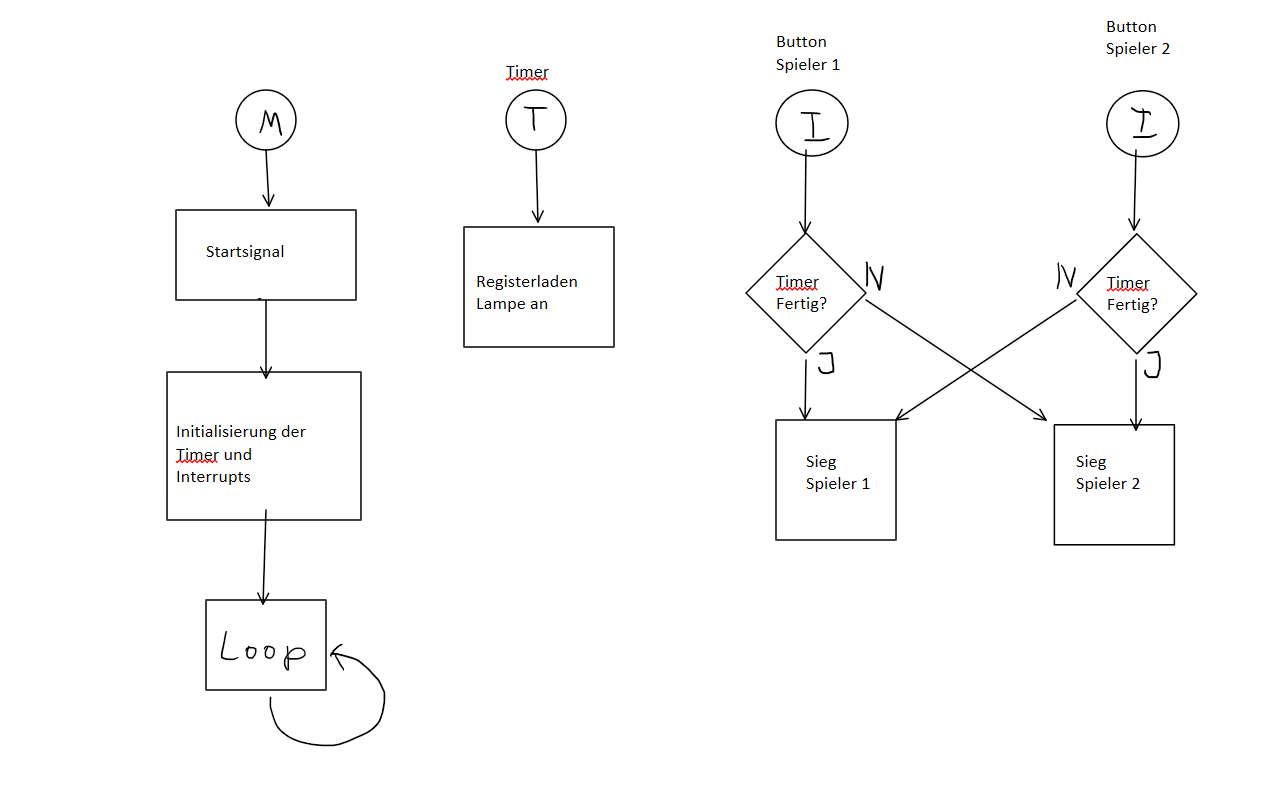 M
Startsignal
Initialisierung der
Timer und
Interrupts
Loop
Timer
T
Registerladen
Lampe an
Button
Spieler 1
I
Timer
Fertig?
N
J
Sieg
Spieler 1
Button
Spieler 2
I
N
Timer
Fertig?
J
Sieg
Spieler 2